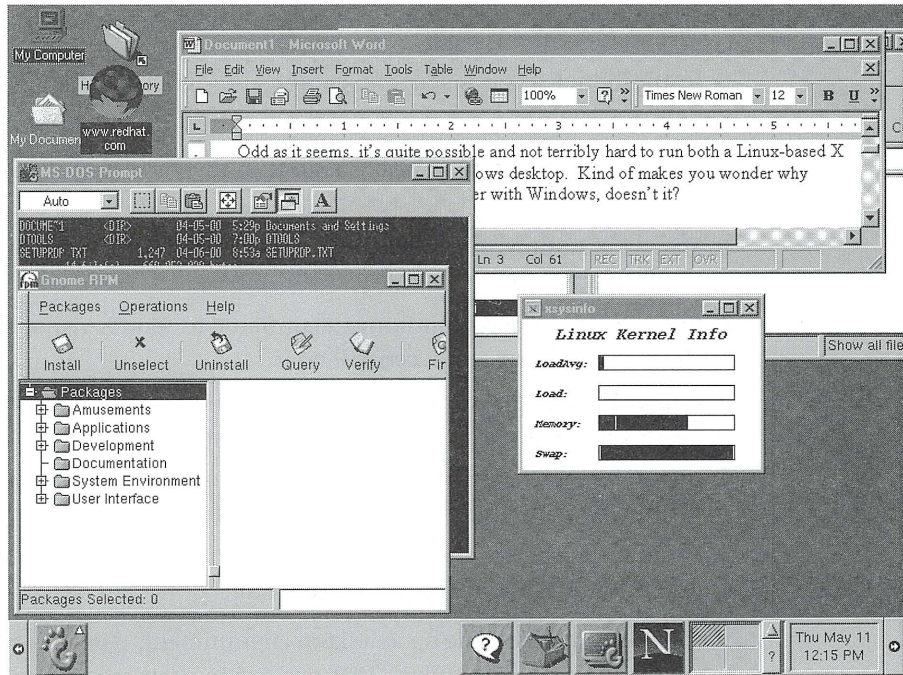 My Computer
My Documen
www.redhat.
com
Document1 - Microsoft Word
File Edit View Insert Format Tools Table Window Help
100% Times New Roman 12 B U
1 2 3 4 5
Odd as it seems, it's quite possible and not terribly hard to run both a Linux-based X
ows desktop. Kind of makes you wonder why
er with Windows, doesn't it?
Ln 3 Col 61 REC TRK EXT OVR
MS-DOS Prompt
Auto A
DOCUME~1 <DIR> 04-05-00 5:29p Documents and Settings
DTOOLS <DIR> 04-05-00 7:00p DTOOLS
SETUPROP TXT 1,247 04-06-00 8:53a SETUPROP.TXT
Gnome RPM
Packages Operations Help
Install Unselect Uninstall Query Verify Fir
Packages
Amusements
Applications
Development
Documentation
System Environment
User Interface
Packages Selected: 0
xsysinfo
Linux Kernel Info
LoadAvg:
Load:
Memory:
Swap:
Show all file
N
?
Thu May 11
12:15 PM